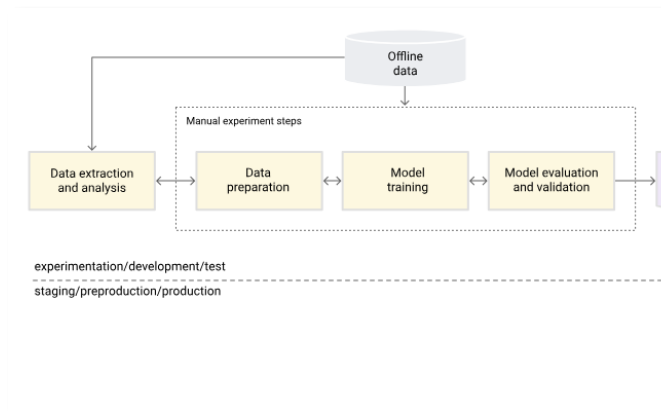 Offline
data
Manual experiment steps
Data extraction
and analysis
Data
preparation
Model
training
Model evaluation
and validation
experimentation/development/test
staging/preproduction/production